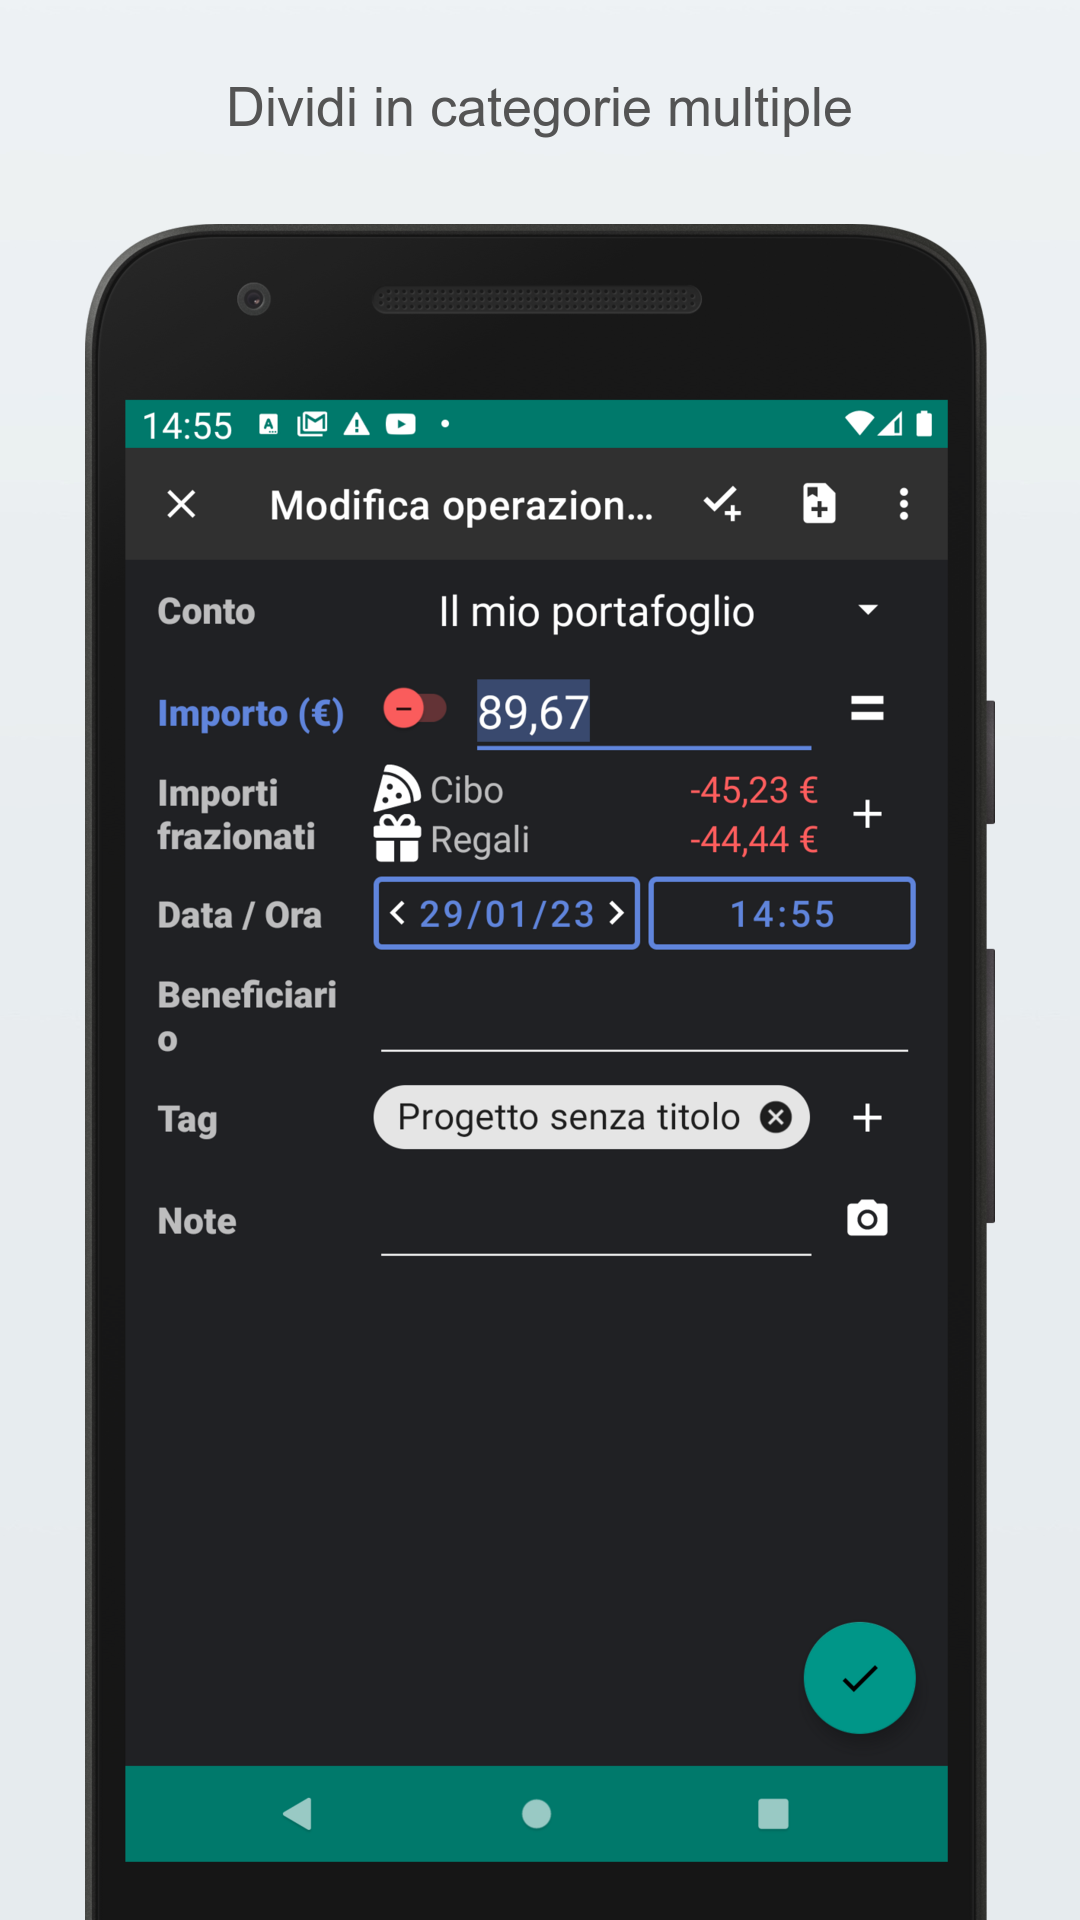 Dividi in categorie multiple
14:55
Modifica operazion...
Conto Il mio portafoglio
Importo (€) 89,67
Importi frazionati
Cibo -45,23 €
Regali -44,44 €
Data / Ora 29/01/23 14:55
Beneficiari
o
Tag Progetto senza titolo
Note